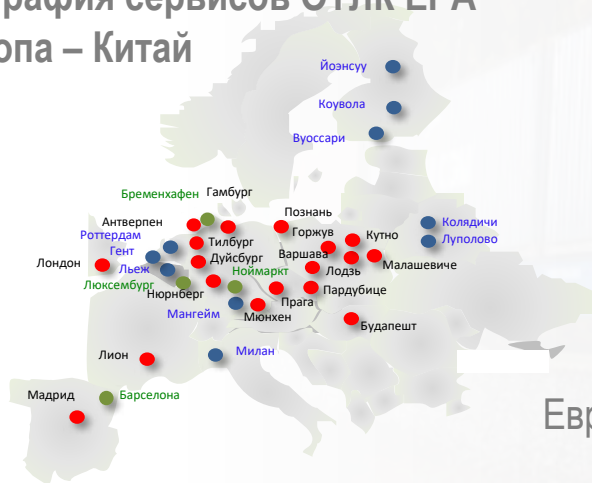 рафия сервисов ОТЛК ЕРА
опа – Китай
Йоэнсуу
Коувола
Вуоссари
Бременхафен
Гамбург
Антверпен
Познань
Роттердам
Тилбург
Горжув
Кутно
Колядичи
Гент
Варшава
Луполово
Лондон
Льеж
Дуйсбург
Лодзь
Малашевиче
Люксембург
Ноймаркт
Нюрнберг
Прага
Пардубице
Мангейм
Мюнхен
Будапешт
Лион
Милан
Мадрид
Барселона
Евр